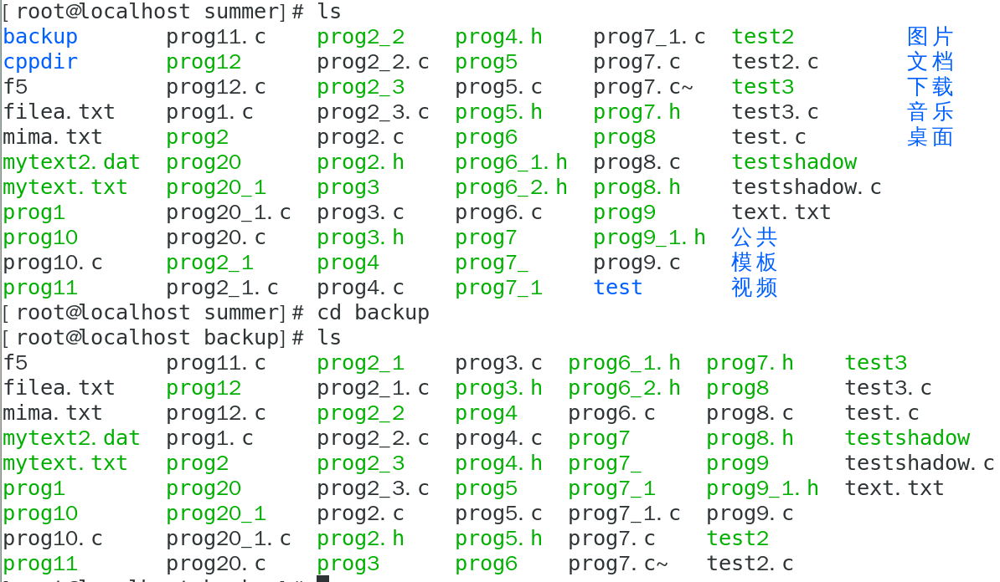 [root@localhost summer]# ls
backup prog11.c prog2_2 prog4.h prog7_1.c test2 图片
cppdir prog12 prog2_2.c prog5 prog7.c test2.c 文档
f5 prog12.c prog2_3 prog5.c prog7.c~ test3 下载
filea.txt prog1.c prog2_3.c prog5.h prog7.h test3.c 音乐
mima.txt prog2 prog2.c prog6 prog8 test.c 桌面
mytext2.dat prog20 prog2.h prog6_1.h prog8.c testshadow
mytext.txt prog20_1 prog3 prog6_2.h prog8.h testshadow.c
prog1 prog20_1.c prog3.c prog6.c prog9 text.txt
prog10 prog20.c prog3.h prog7 prog9_1.h 公共
prog10.c prog2_1 prog4 prog7_ prog9.c 模板
prog11 prog2_1.c prog4.c prog7_1 test 视频
[root@localhost summer]# cd backup
[root@localhost backup]# ls
f5 prog11.c prog2_1 prog3.c prog6_1.h prog7.h test3
filea.txt prog12 prog2_1.c prog3.h prog6_2.h prog8 test3.c
mima.txt prog12.c prog2_2 prog4 prog6.c prog8.c test.c
mytext2.dat prog1.c prog2_2.c prog4.c prog7 prog8.h testshadow
mytext.txt prog2 prog2_3 prog4.h prog7_ prog9 testshadow.c
prog1 prog20 prog2_3.c prog5 prog7_1 prog9_1.h text.txt
prog10 prog20_1 prog2.c prog5.c prog7_1.c prog9.c
prog10.c prog20_1.c prog2.h prog5.h prog7.c test2
prog11 prog20.c prog3 prog6 prog7.c~ test2.c